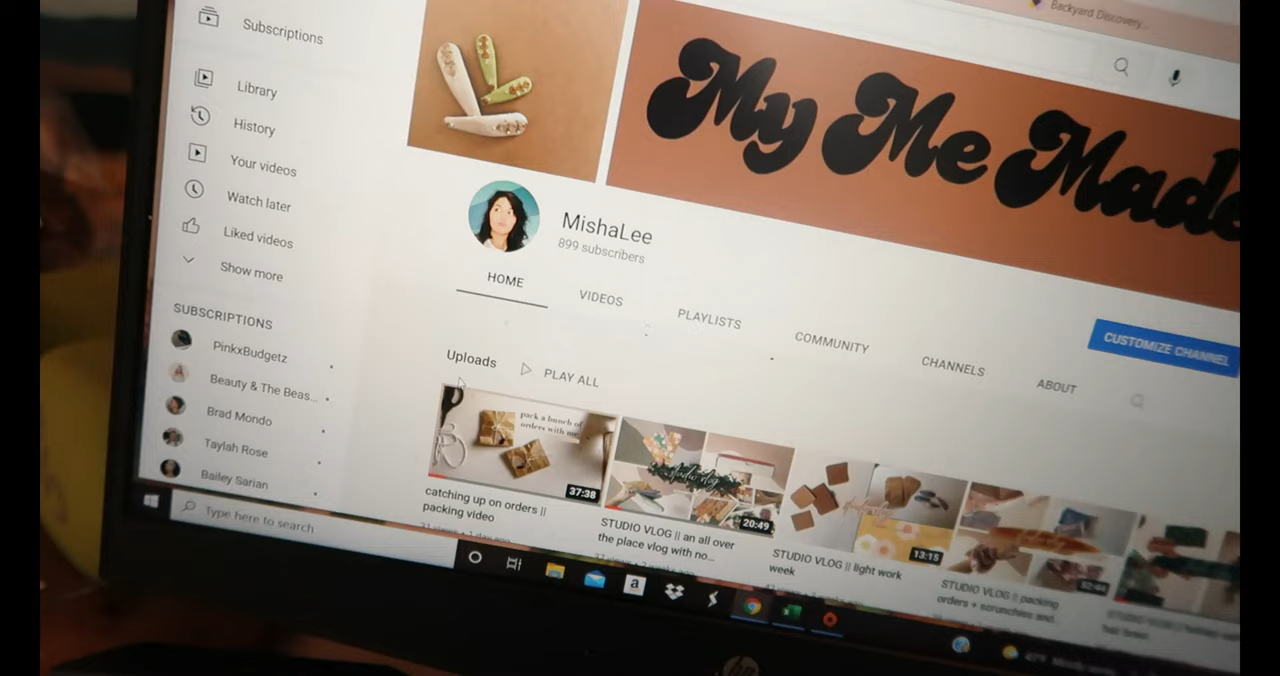 Backyard Discovery...
Subscriptions
Library
History
Your videos
Watch later
Liked videos
Show more
SUBSCRIPTIONS
PinkxBudgetz
Beauty & The Beas...
Brad Mondo
Taylah Rose
Bailey Sarian
My Me Made
MishaLee
899 subscribers
CUSTOMIZE CHANNEL
HOME
VIDEOS
PLAYLISTS
COMMUNITY
CHANNELS
ABOUT
Uploads
PLAY ALL
pack a bunch of
orders with me
37:38
catching up on orders ||
packing video
studio vlog
20:49
STUDIO VLOG || an all over
the place vlog with no...
13:15
STUDIO VLOG || light work
week
STUDIO VLOG || packing
orders + scrunchies and...
Type here to search
a
hp